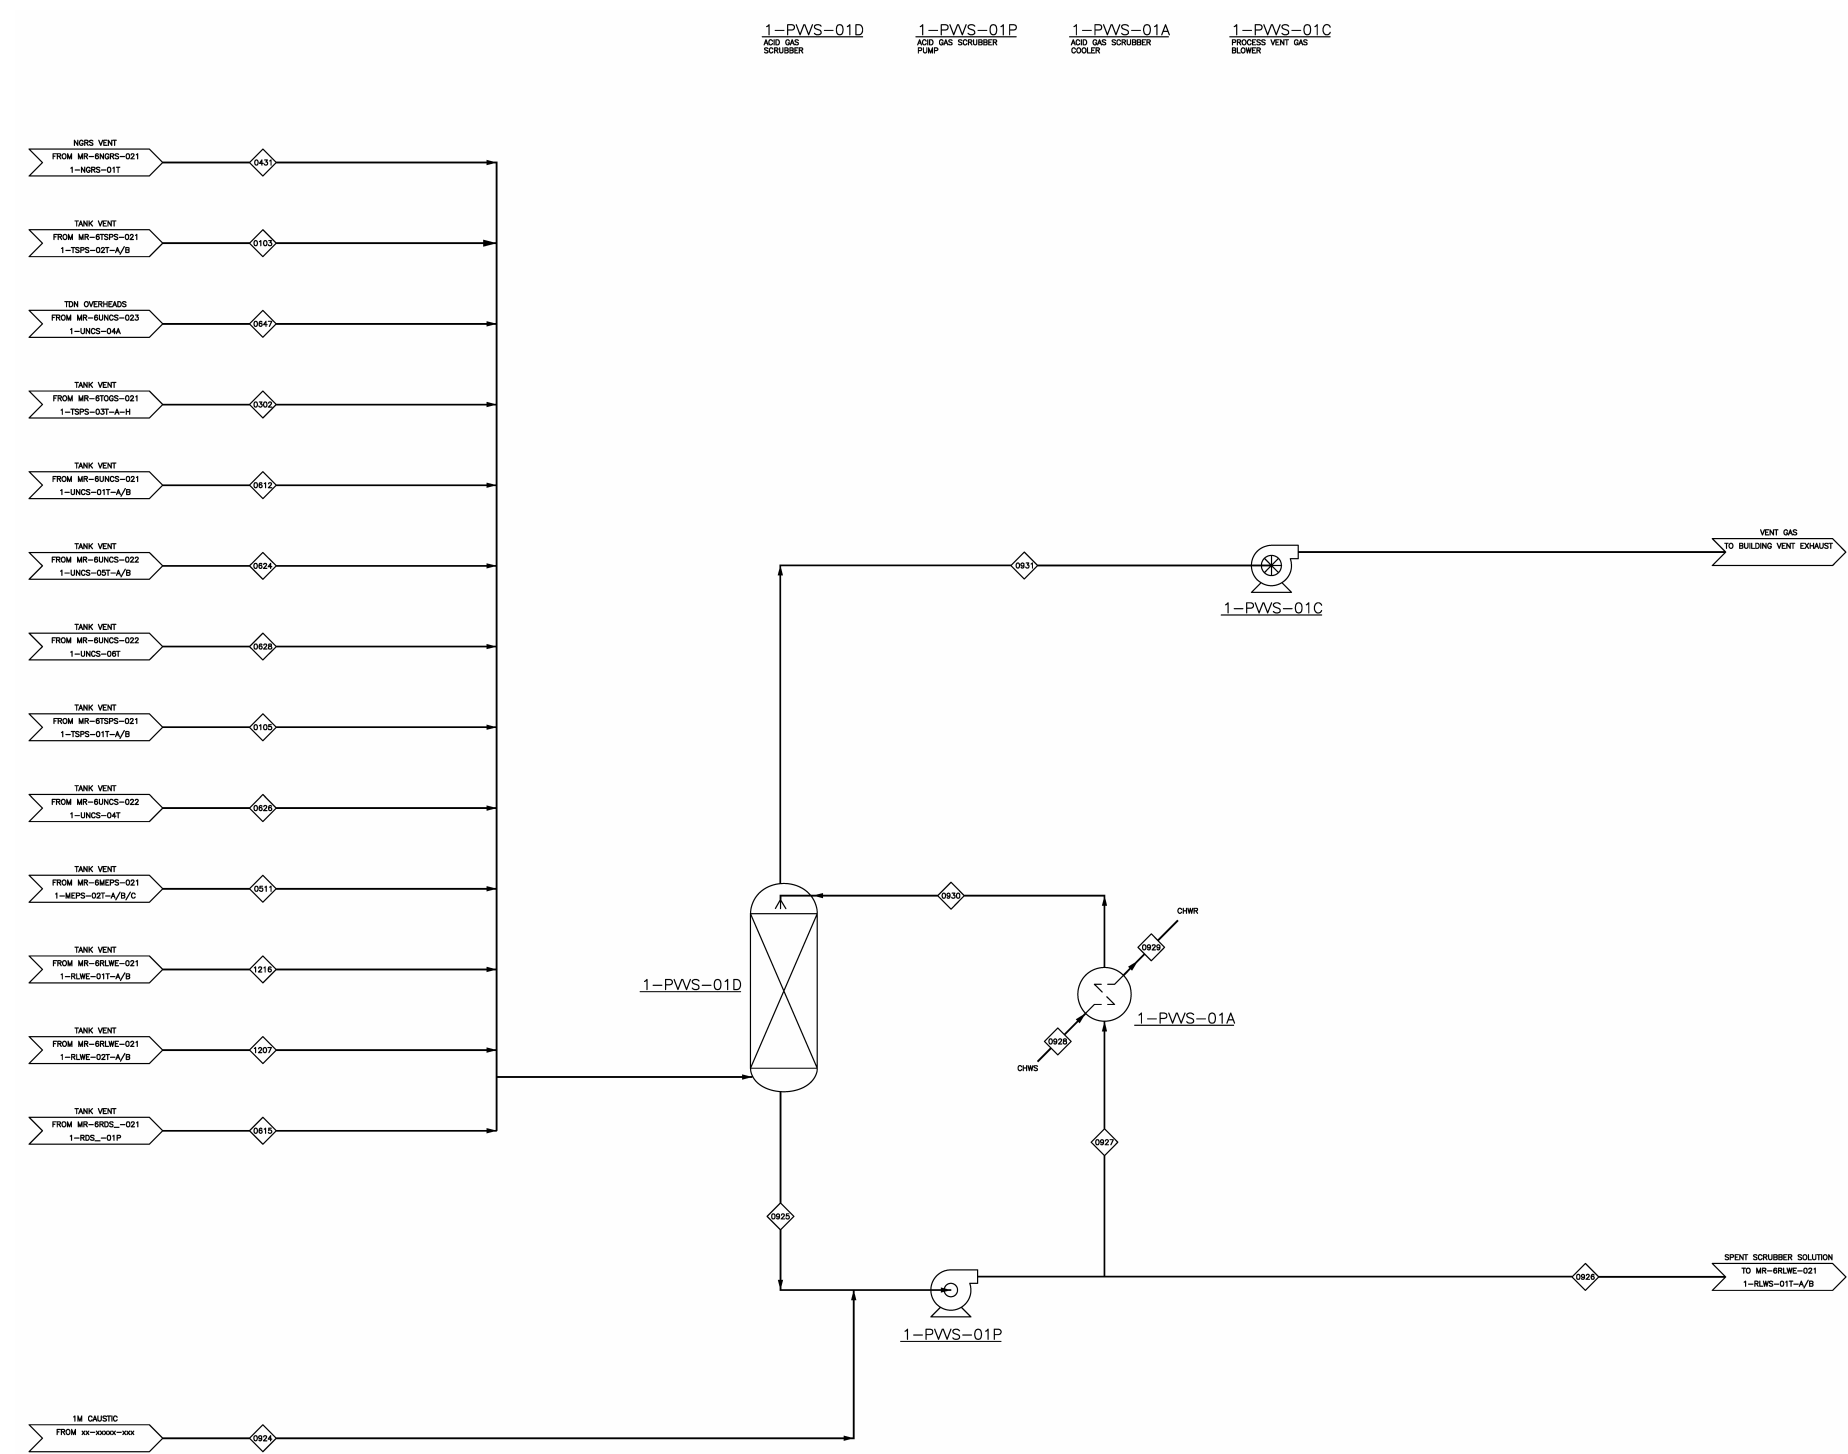 1-PVVS-01D
ACID GAS
SCRUBBER
1-PVVS-01P
ACID GAS SCRUBBER
PUMP
1-PVVS-01A
ACID GAS SCRUBBER
COOLER
1-PVVS-01C
PROCESS VENT GAS
BLOWER
NGRS VENT
FROM MR-6NGRS-021
1-NGRS-01T
0431
TANK VENT
FROM MR-6TSPS-021
1-TSPS-02T-A/B
0103
TDN OVERHEADS
FROM MR-6UNCS-023
1-UNCS-04A
0647
TANK VENT
FROM MR-6TOGS-021
1-TSPS-03T-A-H
0302
TANK VENT
FROM MR-6UNCS-021
1-UNCS-01T-A/B
0612
TANK VENT
FROM MR-6UNCS-022
1-UNCS-05T-A/B
0624
TANK VENT
FROM MR-6UNCS-022
1-UNCS-06T
0628
TANK VENT
FROM MR-6TSPS-021
1-TSPS-01T-A/B
0105
TANK VENT
FROM MR-6UNCS-022
1-UNCS-04T
0626
TANK VENT
FROM MR-6MEPS-021
1-MEPS-02T-A/B/C
0511
TANK VENT
FROM MR-6RLWE-021
1-RLWE-01T-A/B
1216
TANK VENT
FROM MR-6RLWE-021
1-RLWE-02T-A/B
1207
TANK VENT
FROM MR-6RDS_-021
1-RDS_-01P
0615
1M CAUSTIC
FROM xx-xxxxx-xxx
0924
0931
1-PVVS-01C
VENT GAS
TO BUILDING VENT EXHAUST
0930
CHWR
0929
1-PVVS-01D
1-PVVS-01A
0928
CHWS
0927
0925
1-PVVS-01P
0926
SPENT SCRUBBER SOLUTION
TO MR-6RLWE-021
1-RLWS-01T-A/B